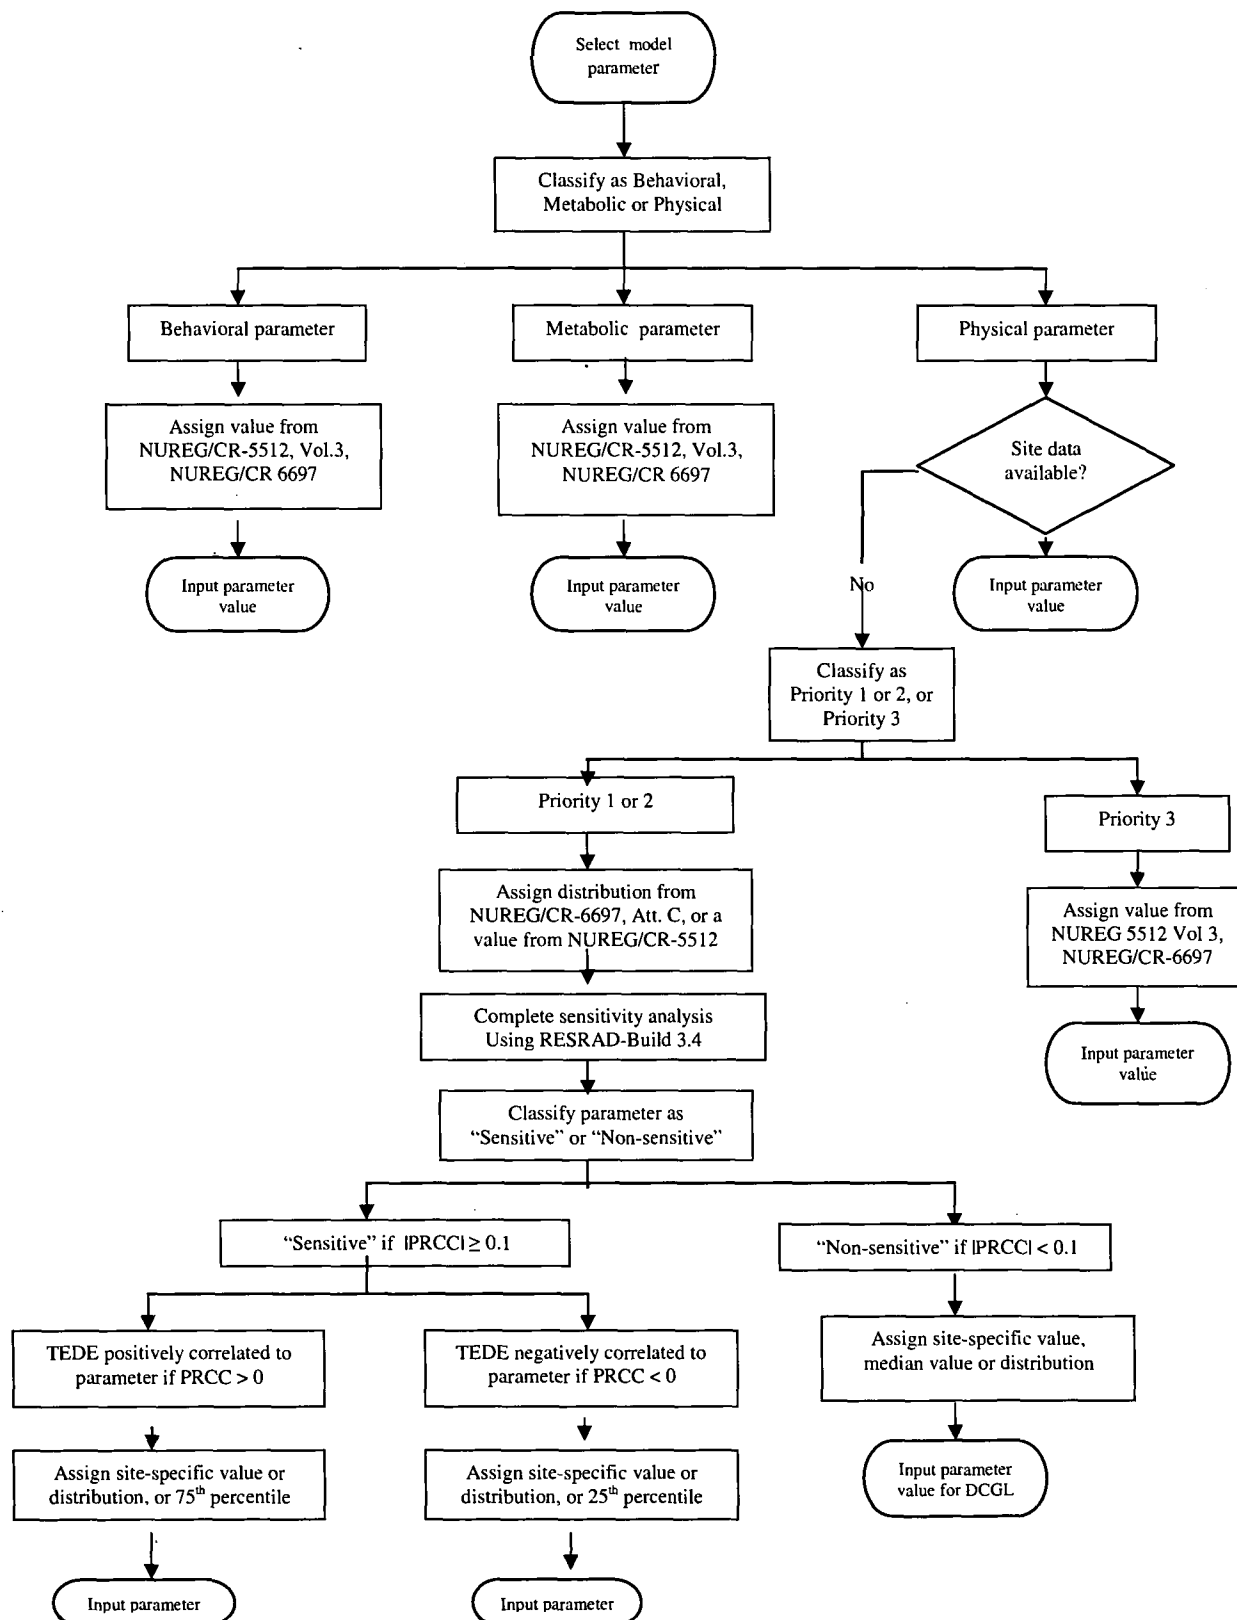 Select model
parameter
Classify as Behavioral,
Metabolic or Physical
Behavioral parameter
Metabolic parameter
Physical parameter
Assign value from
NUREG/CR-5512, Vol.3,
NUREG/CR 6697
Assign value from
NUREG/CR-5512, Vol.3,
NUREG/CR 6697
Site data
available?
Input parameter
value
Input parameter
value
Input parameter
value
No
Classify as
Priority 1 or 2, or
Priority 3
Priority 1 or 2
Priority 3
Assign distribution from
NUREG/CR-6697, Att. C, or a
value from NUREG/CR-5512
Assign value from
NUREG 5512 Vol 3,
NUREG/CR-6697
Complete sensitivity analysis
Using RESRAD-Build 3.4
Input parameter
value
Classify parameter as
“Sensitive” or “Non-sensitive”
“Sensitive” if |PRCC| ≥ 0.1
“Non-sensitive” if |PRCC| < 0.1
TEDE positively correlated to
parameter if PRCC > 0
TEDE negatively correlated to
parameter if PRCC < 0
Assign site-specific value,
median value or distribution
Assign site-specific value or
distribution, or 75th percentile
Assign site-specific value or
distribution, or 25th percentile
Input parameter
value for DCGL
Input parameter
Input parameter